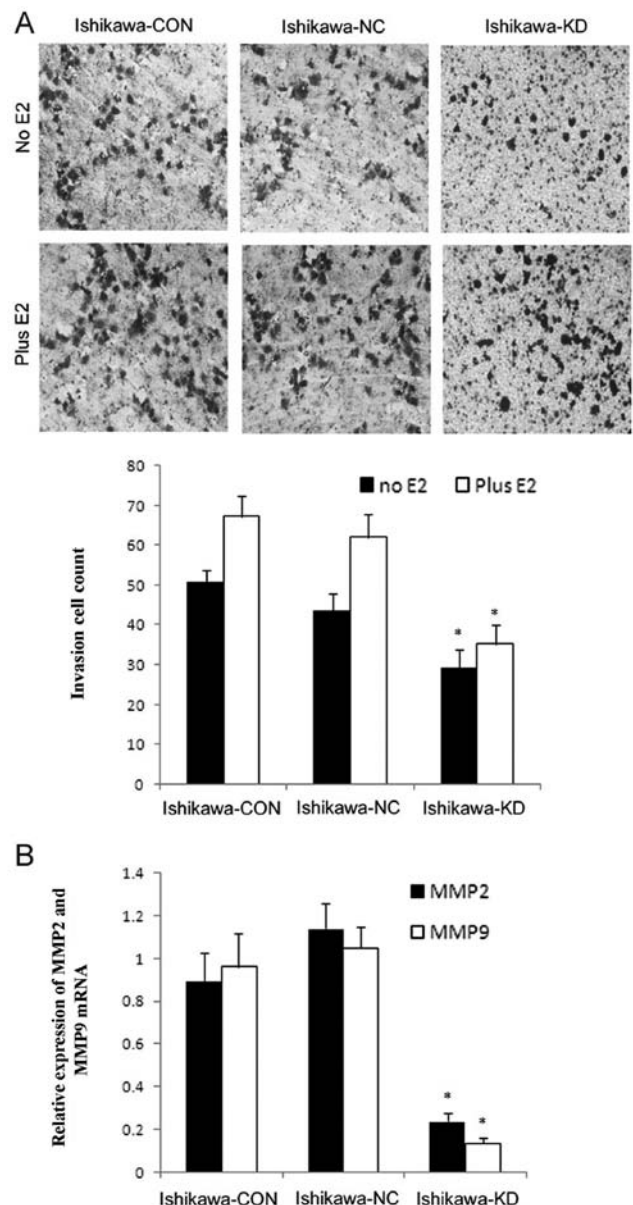 A
Ishikawa-CON Ishikawa-NC Ishikawa-KD
No E2
Plus E2
Invasion cell count
80
70
60
50
40
30
20
10
0
no E2 Plus E2
* *
Ishikawa-CON Ishikawa-NC Ishikawa-KD
B
Relative expression of MMP2 and
MMP9 mRNA
1.4
1.2
1
0.8
0.6
0.4
0.2
0
MMP2
MMP9
* *
Ishikawa-CON Ishikawa-NC Ishikawa-KD